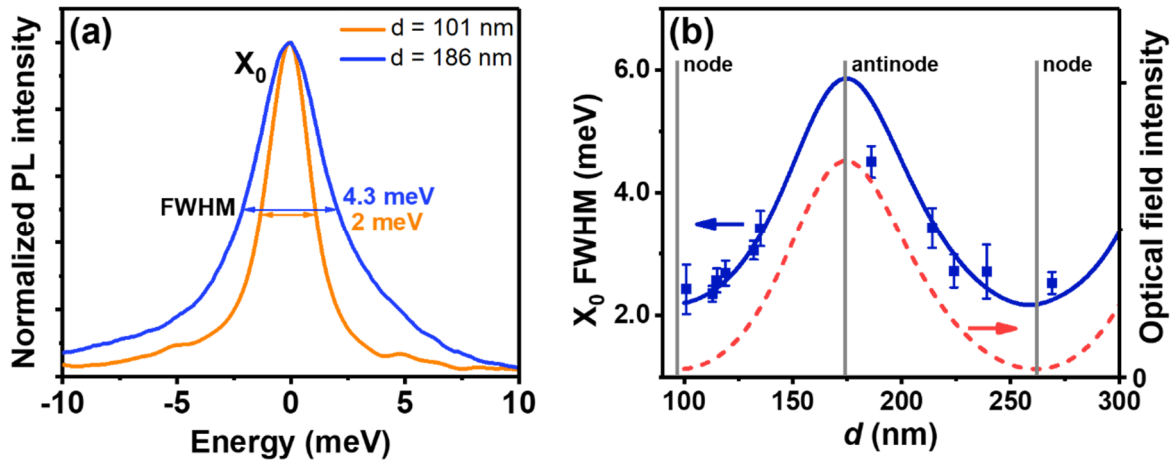 (a)
d = 101 nm
d = 186 nm
X0
FWHM
4.3 meV
2 meV
Normalized PL intensity
-10
-5
0
5
10
Energy (meV)
(b)
node
antinode
node
6.0
4.0
2.0
X0 FWHM (meV)
Optical field intensity
0
100
150
200
250
300
d (nm)